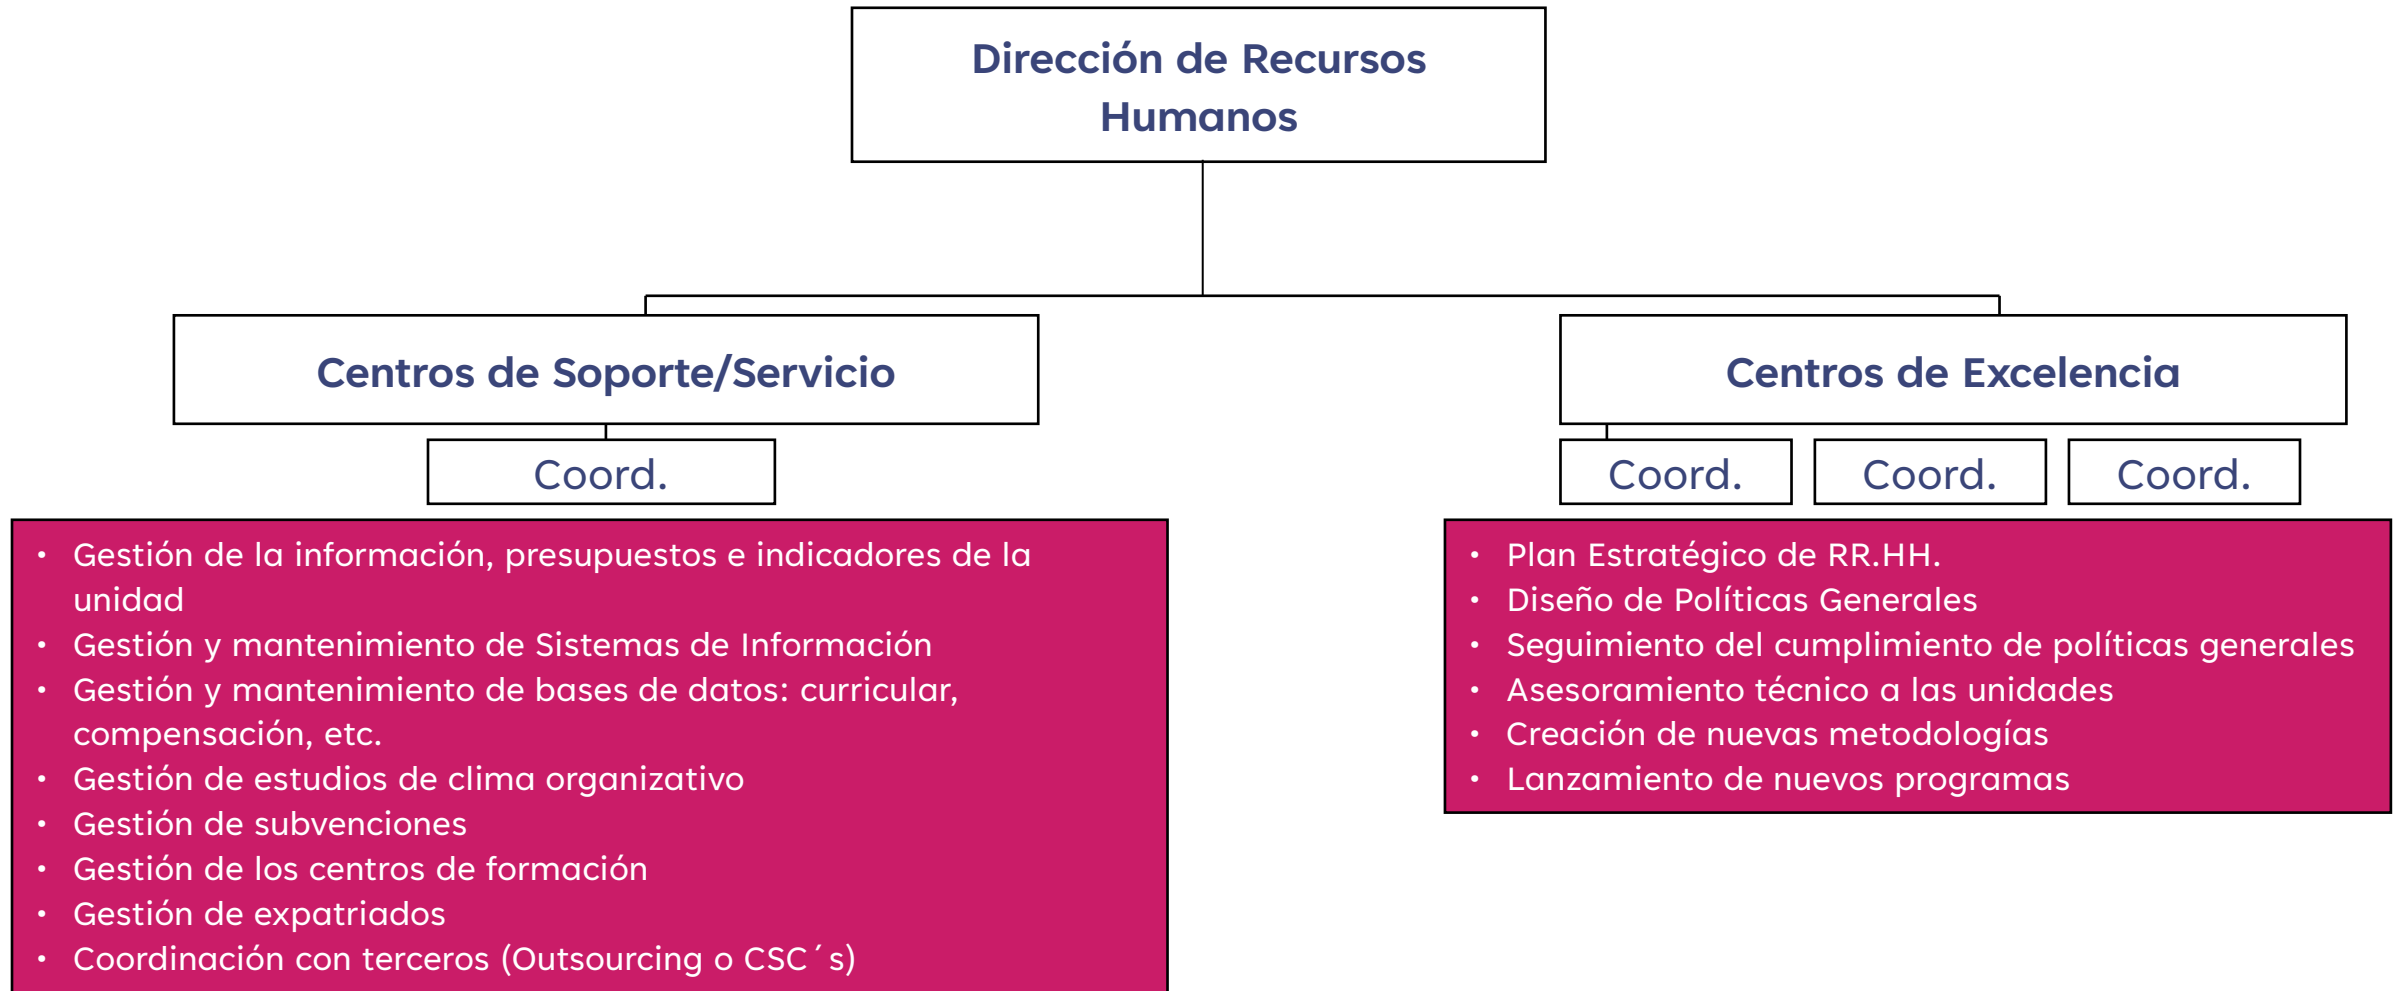 Dirección de Recursos
Humanos
Centros de Soporte/Servicio
Centros de Excelencia
Coord.
Coord.
Coord.
Coord.
• Gestión de la información, presupuestos e indicadores de la
unidad
• Gestión y mantenimiento de Sistemas de Información
• Gestión y mantenimiento de bases de datos: curricular,
compensación, etc.
• Gestión de estudios de clima organizativo
• Gestión de subvenciones
• Gestión de los centros de formación
• Gestión de expatriados
• Coordinación con terceros (Outsourcing o CSC´s)
• Plan Estratégico de RR.HH.
• Diseño de Políticas Generales
• Seguimiento del cumplimiento de políticas generales
• Asesoramiento técnico a las unidades
• Creación de nuevas metodologías
• Lanzamiento de nuevos programas